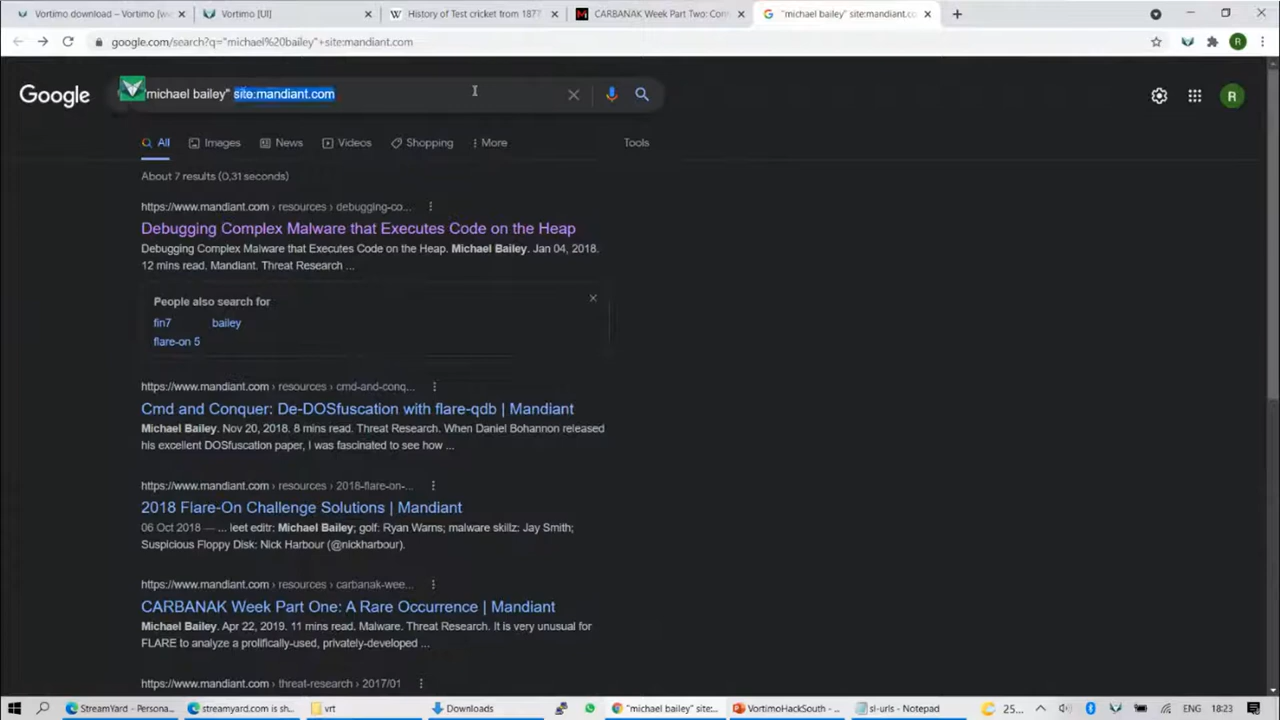 Vortimo download – Vortimo [we
Vortimo [UI]
History of Test cricket from 1877
CARBANAK Week Part Two: Con
"michael bailey" site:mandiant.co
google.com/search?q="michael%20bailey"+site:mandiant.com
R
Google
michael bailey" site:mandiant.com
R
All
Images
News
Videos
Shopping
More
Tools
About 7 results (0,31 seconds)
https://www.mandiant.com › resources › debugging-co...
Debugging Complex Malware that Executes Code on the Heap
Debugging Complex Malware that Executes Code on the Heap. Michael Bailey. Jan 04, 2018.
12 mins read. Mandiant. Threat Research ...
People also search for
fin7
bailey
flare-on 5
https://www.mandiant.com › resources › cmd-and-conq...
Cmd and Conquer: De-DOSfuscation with flare-qdb | Mandiant
Michael Bailey. Nov 20, 2018. 8 mins read. Threat Research. When Daniel Bohannon released
his excellent DOSfuscation paper, I was fascinated to see how ...
https://www.mandiant.com › resources › 2018-flare-on-...
2018 Flare-On Challenge Solutions | Mandiant
06 Oct 2018 — ... leet editr: Michael Bailey; golf: Ryan Warns; malware skillz: Jay Smith;
Suspicious Floppy Disk: Nick Harbour (@nickharbour).
https://www.mandiant.com › resources › carbanak-wee...
CARBANAK Week Part One: A Rare Occurrence | Mandiant
Michael Bailey. Apr 22, 2019. 11 mins read. Malware. Threat Research. It is very unusual for
FLARE to analyze a prolifically-used, privately-developed ...
https://www.mandiant.com › threat-research › 2017/01
StreamYard - Persona...
streamyard.com is sh...
vrt
Downloads
"michael bailey" site:...
VortimoHackSouth - ...
sl-urls - Notepad
25...
ENG
18:23